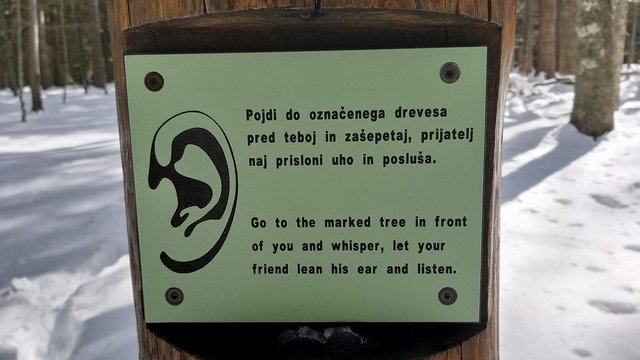 Pojdi do označenega drevesa
pred teboj in zašepetaj, prijatelj
naj prisloni uho in posluša.
Go to the marked tree in front
of you and whisper, let your
friend lean his ear and listen.